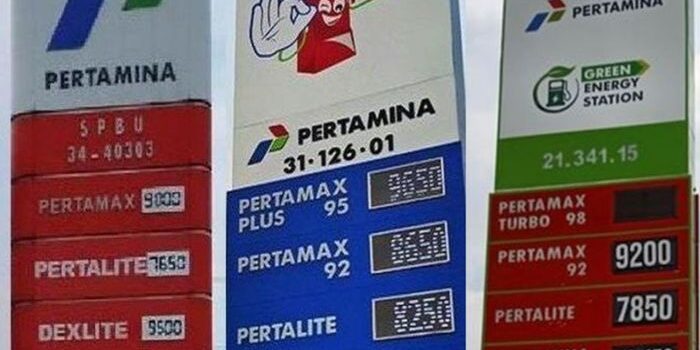 PERTAMINA
SPBU
34-40303
PERTAMAX 9000
PERTALITE 7650
DEXLITE 9500
PERTAMINA
31·126·01
PERTAMAX 9650
PLUS 95
PERTAMAX 8650
92
PERTALITE 8250
PERTAMINA
GREEN
ENERGY
STATION
21.341.15
PERTAMAX
TURBO 98
PERTAMAX 9200
92
PERTALITE 7850